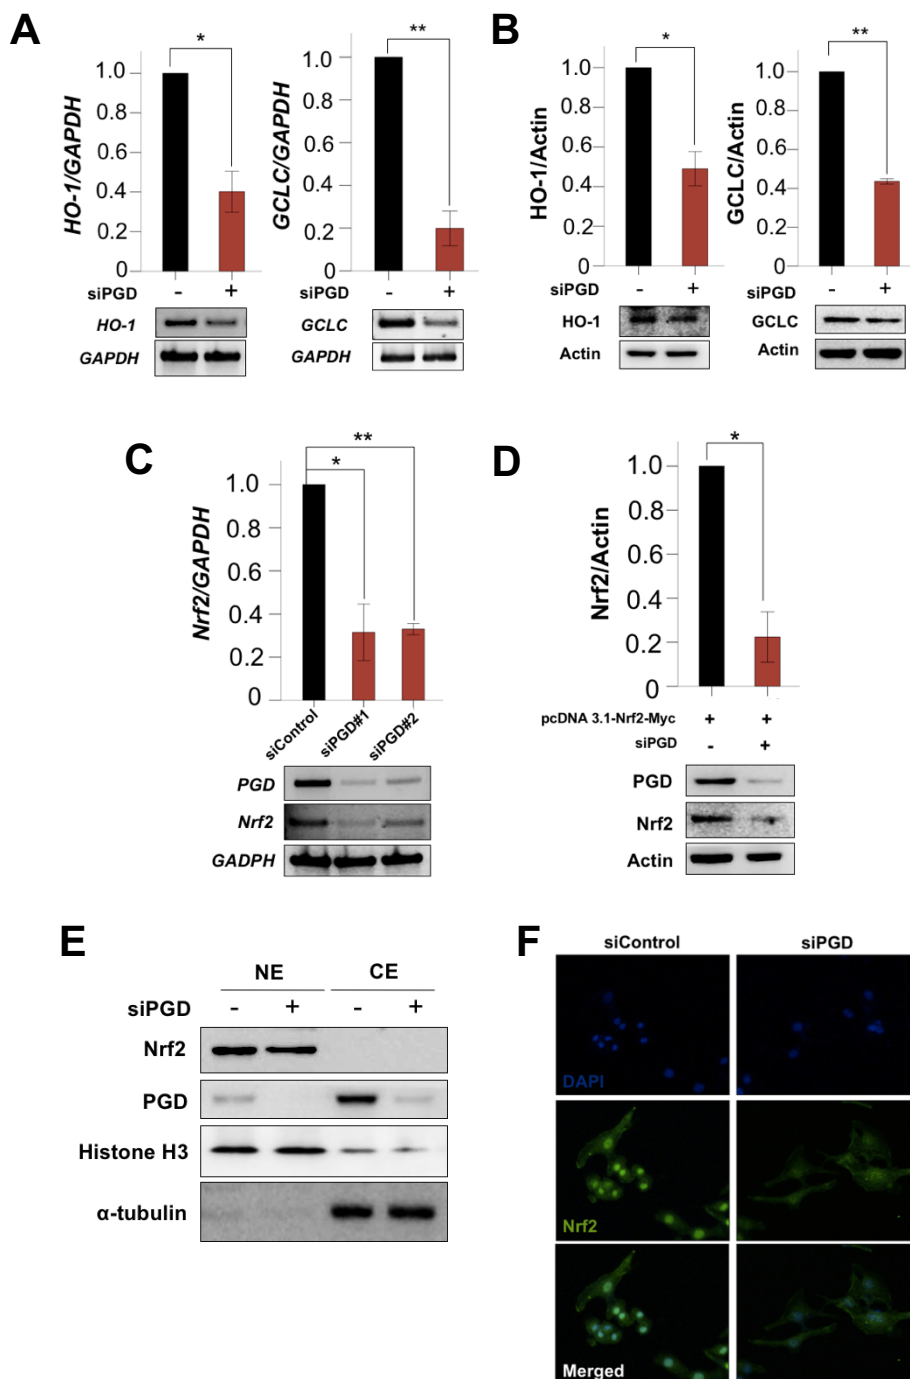 A
*
HO-1/GAPDH
1.0
0.8
0.6
0.4
0.2
0
siPGD - +
HO-1
GAPDH
**
GCLC/GAPDH
1.0
0.8
0.6
0.4
0.2
0
- +
GCLC
GAPDH
B
*
HO-1/Actin
1.0
0.8
0.6
0.4
0.2
0
siPGD - +
HO-1
Actin
**
GCLC/Actin
1.0
0.8
0.6
0.4
0.2
0
siPGD - +
GCLC
Actin
C
**
*
Nrf2/GAPDH
1.0
0.8
0.6
0.4
0.2
0
siControl
siPGD#1
siPGD#2
PGD
Nrf2
GADPH
D
*
Nrf2/Actin
1.0
0.8
0.6
0.4
0.2
0
pcDNA 3.1-Nrf2-Myc + +
siPGD - +
PGD
Nrf2
Actin
E
NE CE
siPGD - + - +
Nrf2
PGD
Histone H3
α-tubulin
F
siControl siPGD
DAPI
Nrf2
Merged